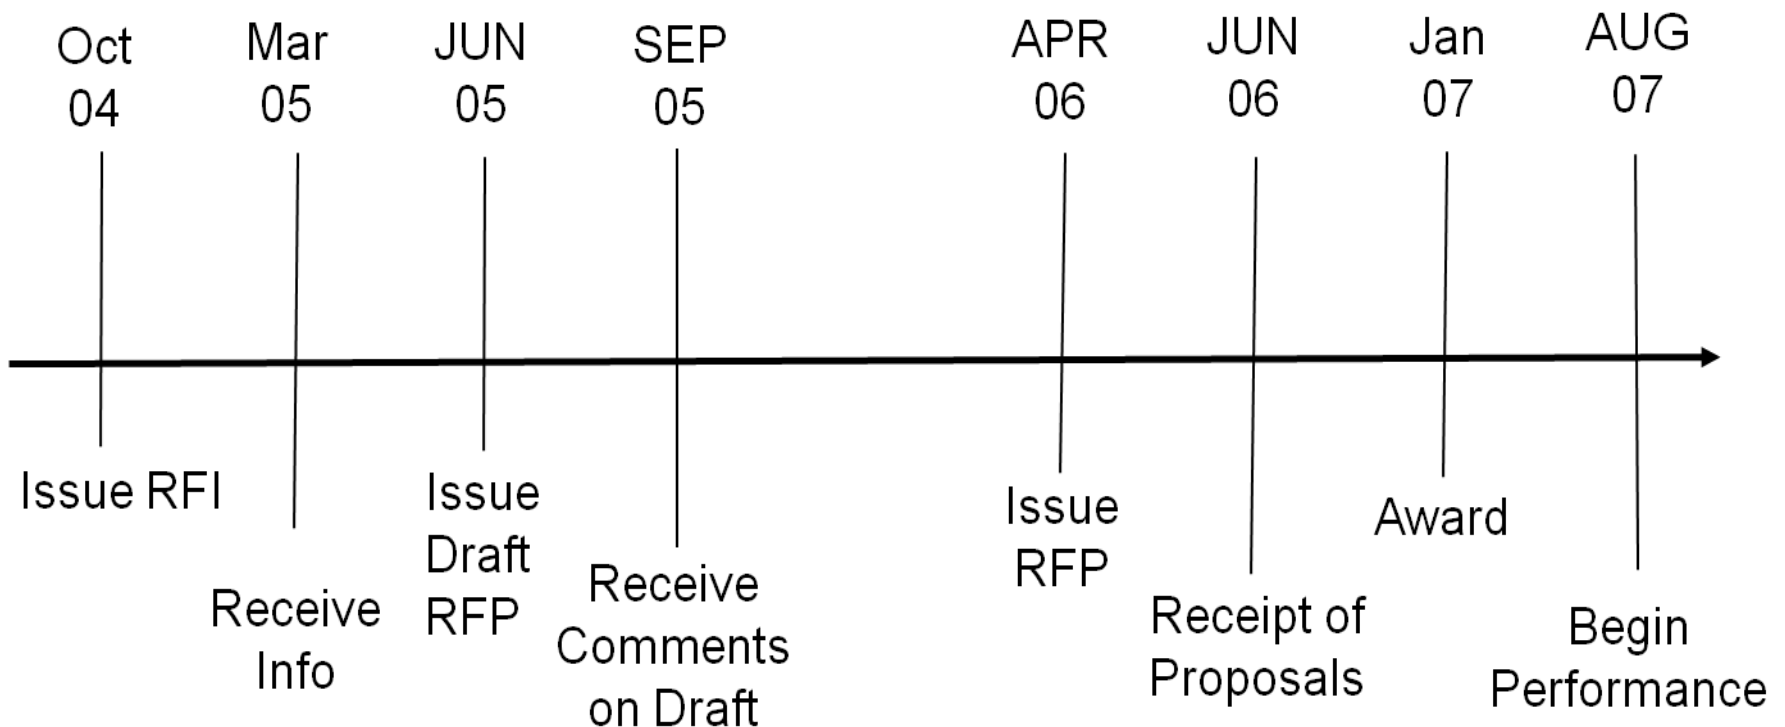 Oct
04
Mar
05
JUN
05
SEP
05
APR
06
JUN
06
Jan
07
AUG
07
Issue RFI
Receive
Info
Issue
Draft
RFP
Receive
Comments
on Draft
Issue
RFP
Receipt of
Proposals
Award
Begin
Performance